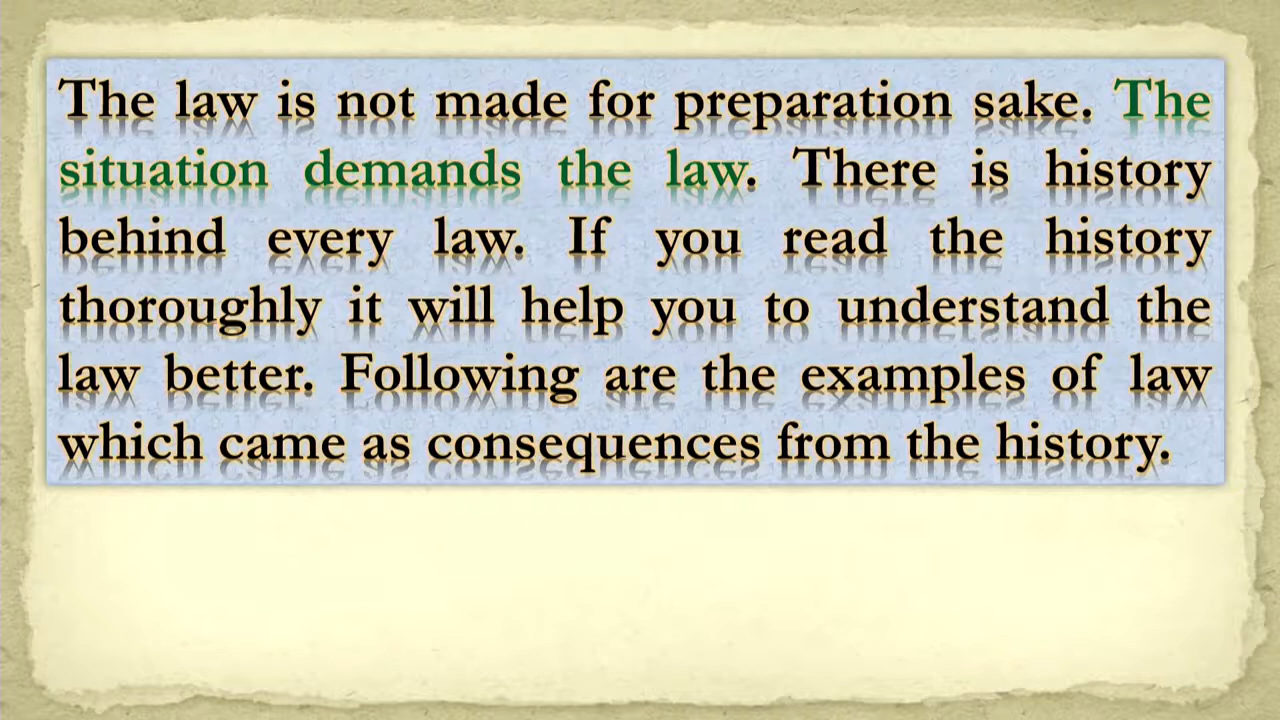 The law is not made for preparation sake. The
situation demands the law. There is history
behind every law. If you read the history
thoroughly it will help you to understand the
law better. Following are the examples of law
which came as consequences from the history.